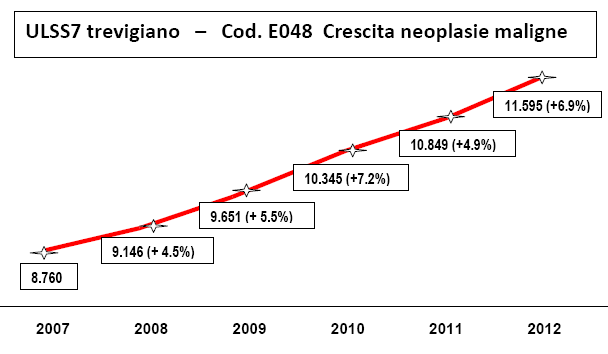 ULSS7 trevigiano – Cod. E048 Crescita neoplasie maligne
11.595 (+6.9%)
10.849 (+4.9%)
10.345 (+7.2%)
9.651 (+ 5.5%)
9.146 (+ 4.5%)
8.760
2007 2008 2009 2010 2011 2012